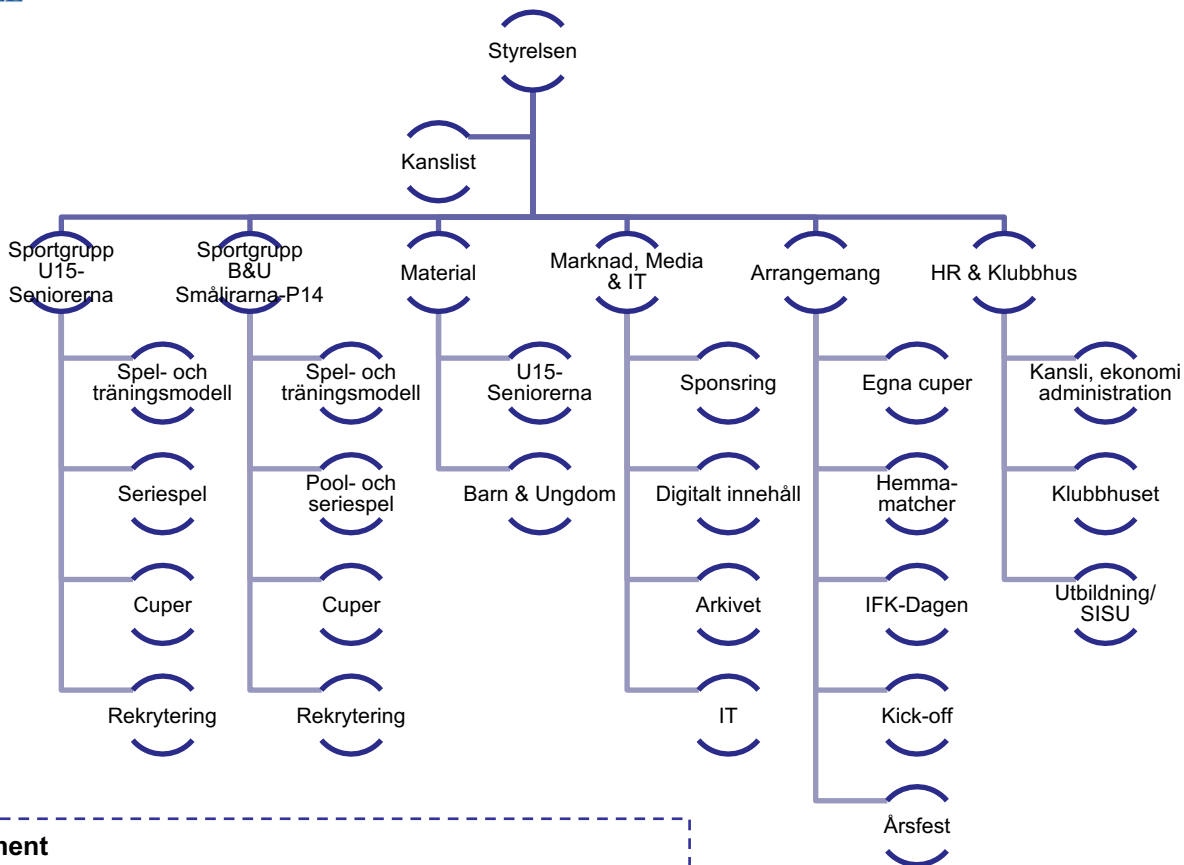 Styrelsen
Kanslist
Sportgrupp
U15-
Seniorerna
Sportgrupp
B&U
Smålirarna-P14
Material
Marknad, Media
& IT
Arrangemang
HR & Klubbhus
Spel- och
träningsmodell
Seriespel
Cuper
Rekrytering
Spel- och
träningsmodell
Pool- och
seriespel
Cuper
Rekrytering
U15-
Seniorerna
Barn & Ungdom
Sponsring
Digitalt innehåll
Arkivet
IT
Egna cuper
Hemma-
matcher
IFK-Dagen
Kick-off
Årsfest
Kansli, ekonomi
administration
Klubbhuset
Utbildning/
SISU